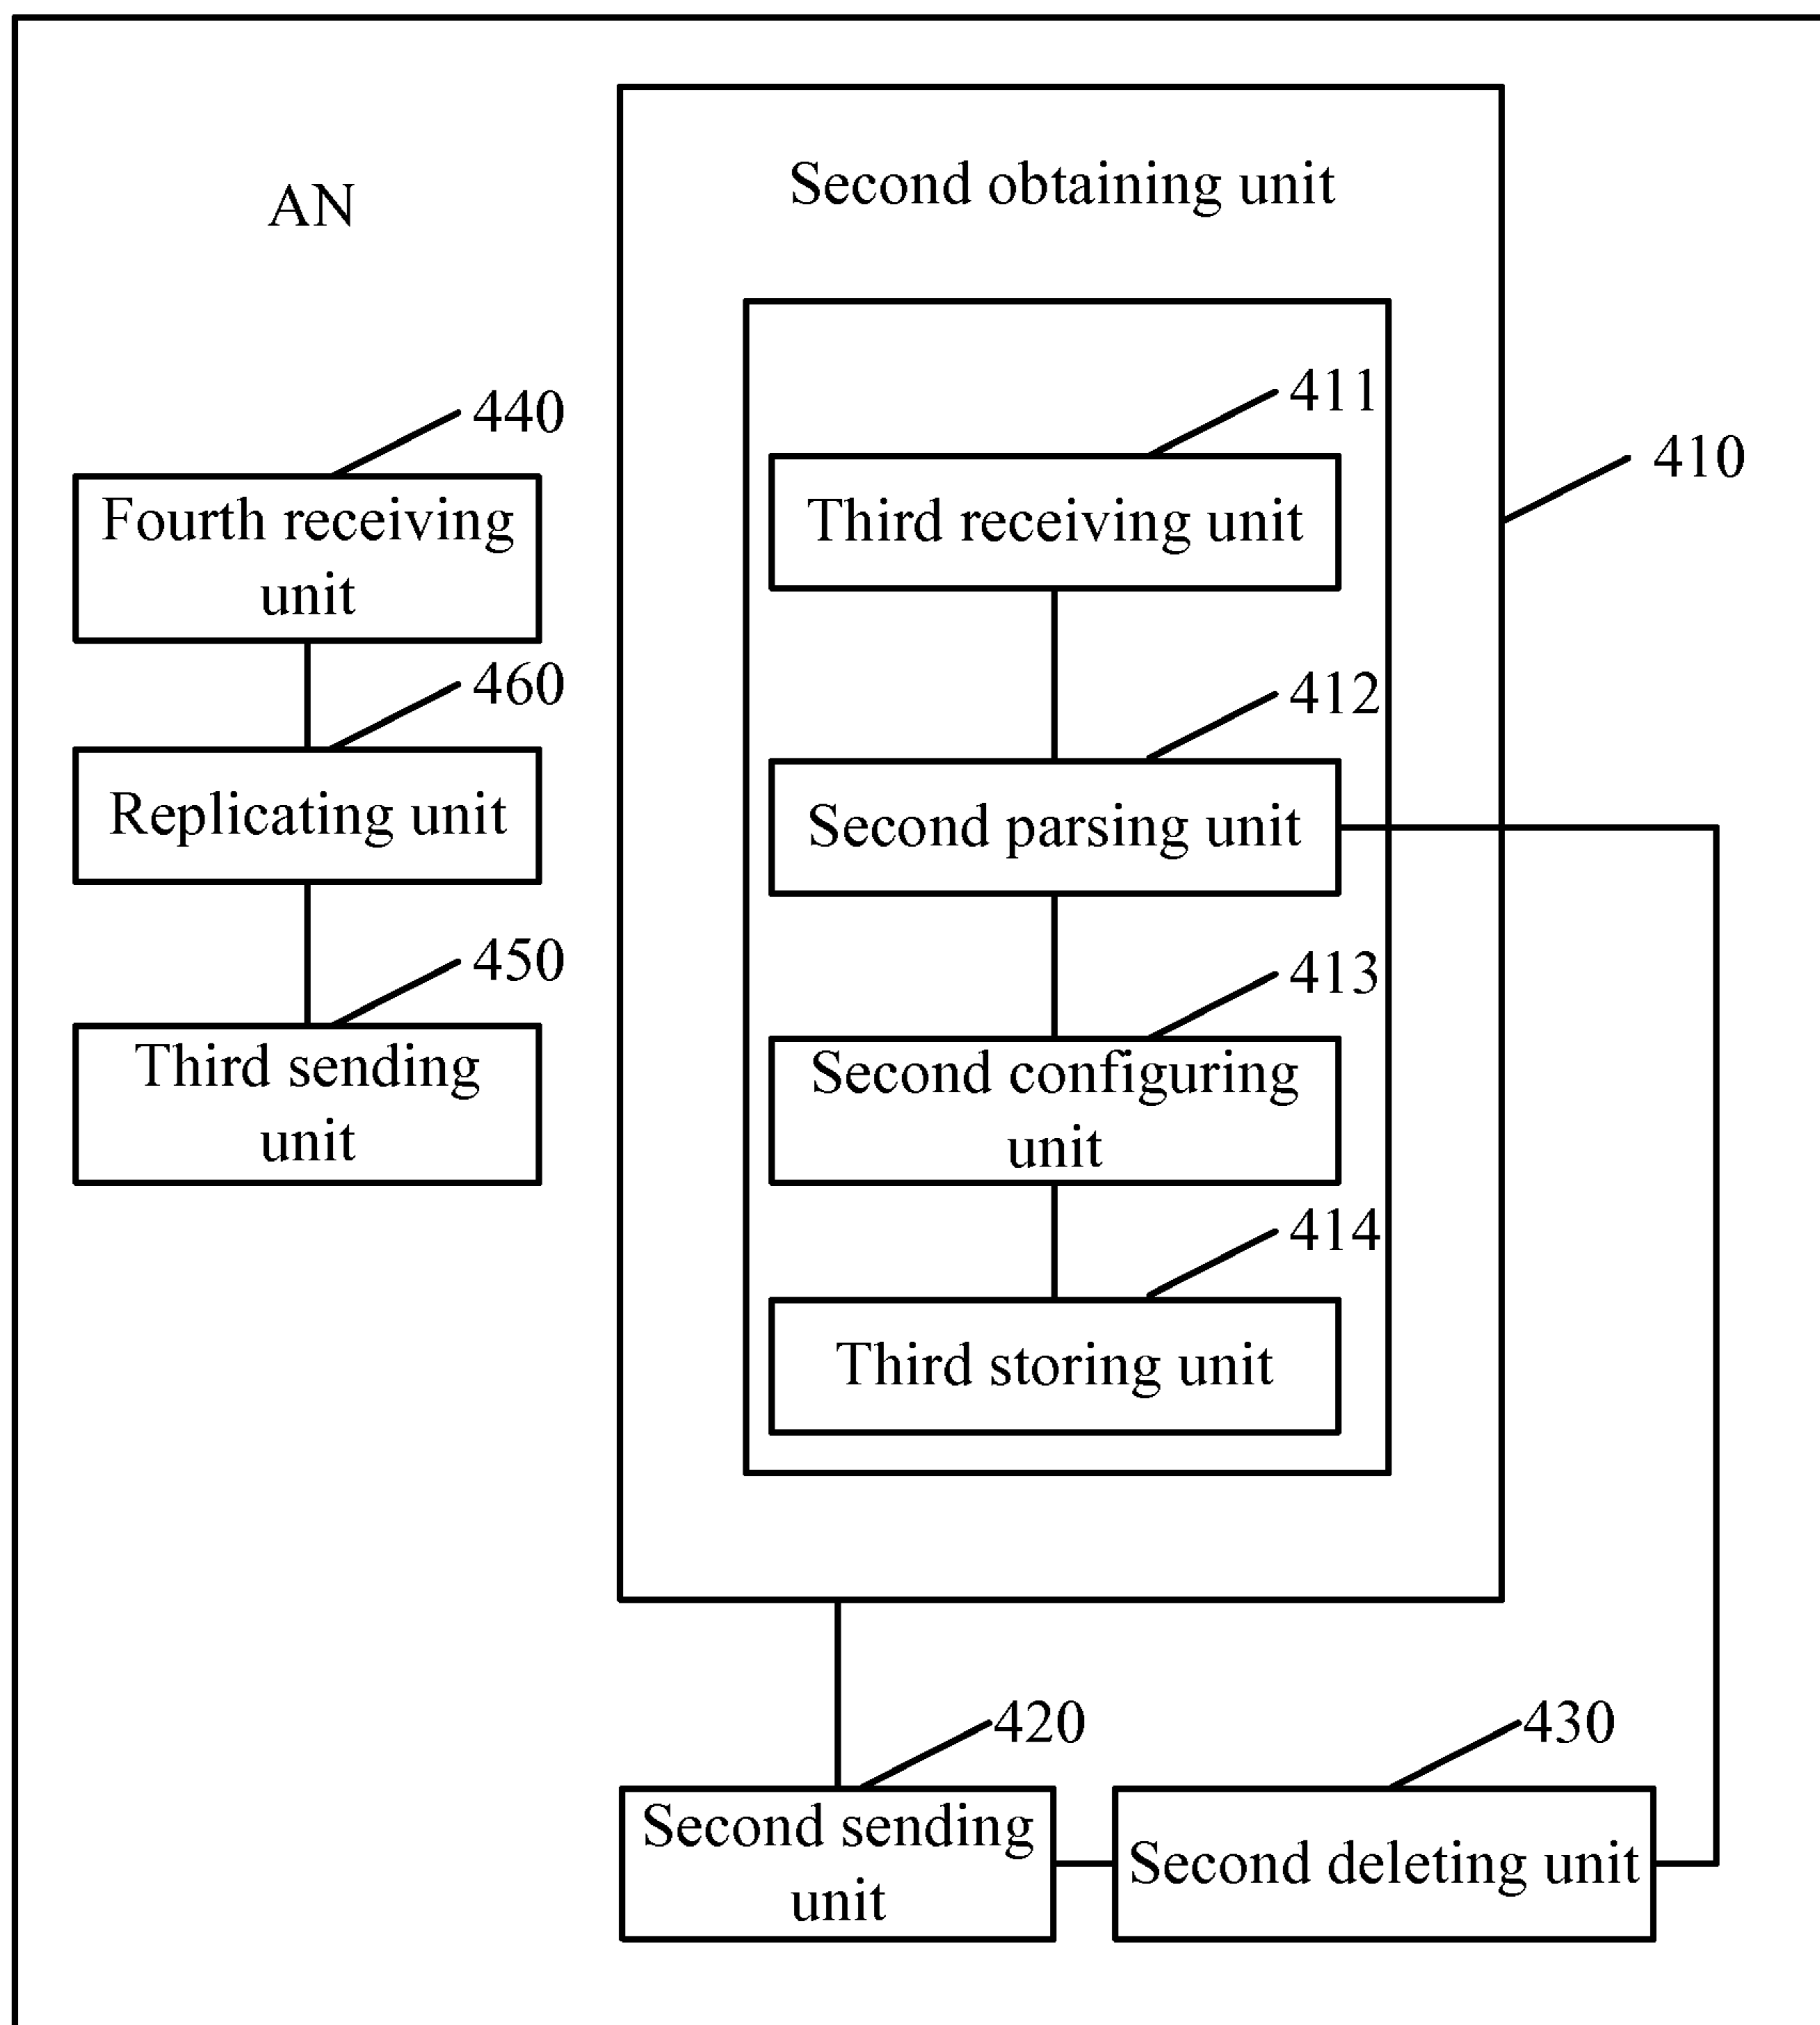 AN
440
Fourth receiving
unit
460
Replicating unit
450
Third sending
unit
Second obtaining unit
410
411
Third receiving unit
412
Second parsing unit
413
Second configuring
unit
414
Third storing unit
420
Second sending
unit
430
Second deleting unit